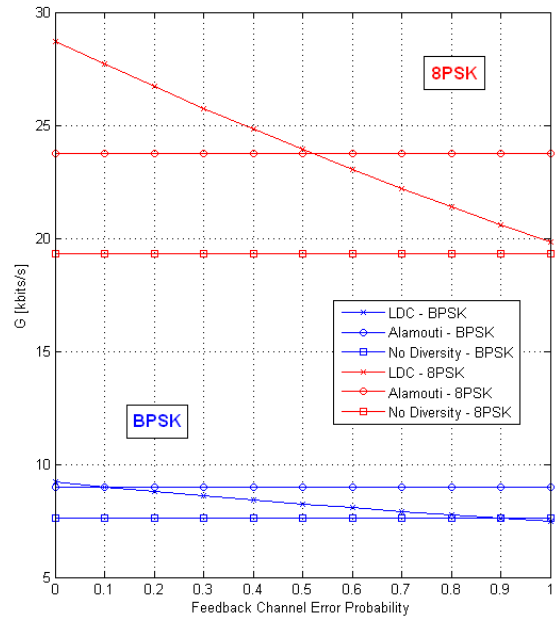 30
25
20
15
10
5
G [kbits/s]
8PSK
BPSK
LDC - BPSK
Alamouti - BPSK
No Diversity - BPSK
LDC - 8PSK
Alamouti - 8PSK
No Diversity - 8PSK
0 0.1 0.2 0.3 0.4 0.5 0.6 0.7 0.8 0.9 1
Feedback Channel Error Probability